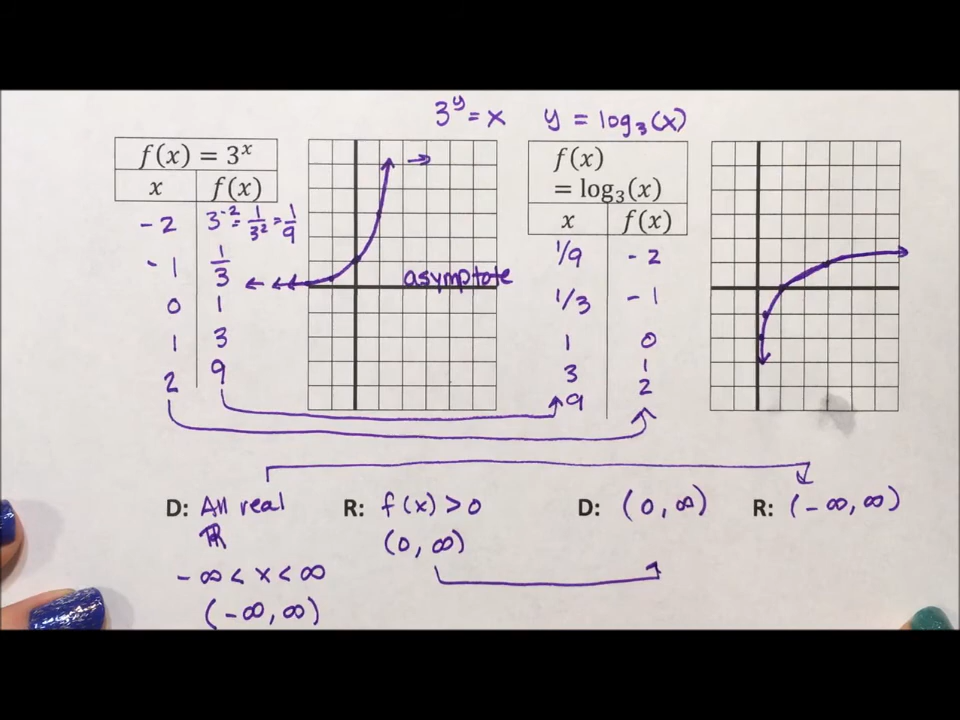 3^y = x   y = log₃(x)
f(x) = 3^x
x   f(x)
-2   3^-2 = 1/3² = 1/9
-1   1/3
0   1
1   3
2   9
asymptote
f(x)
= log₃(x)
x   f(x)
1/9   -2
1/3   -1
1   0
3   1
9   2
D: All real   R: f(x) > 0   D: (0, ∞)   R: (-∞, ∞)
ℝ   (0, ∞)
-∞ < x < ∞
(-∞, ∞)